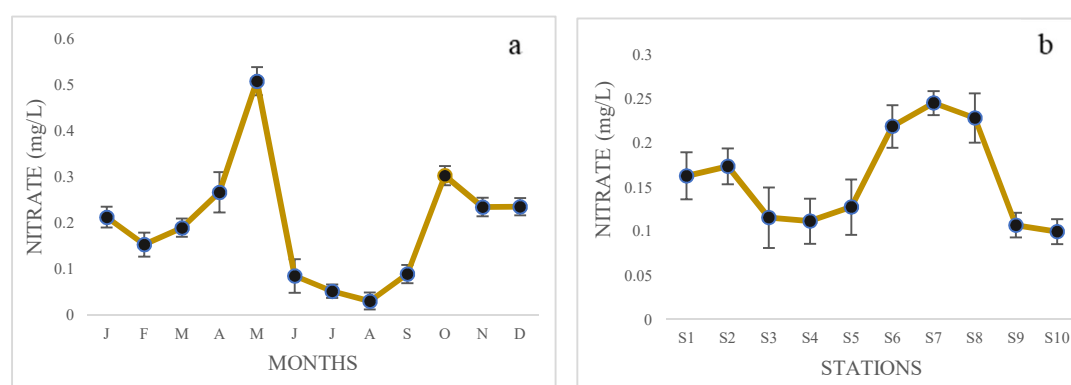 a
NITRATE (mg/L)
0.6
0.5
0.4
0.3
0.2
0.1
0
J F M A M J J A S O N D
MONTHS
b
NITRATE (mg/L)
0.3
0.25
0.2
0.15
0.1
0.05
0
S1 S2 S3 S4 S5 S6 S7 S8 S9 S10
STATIONS